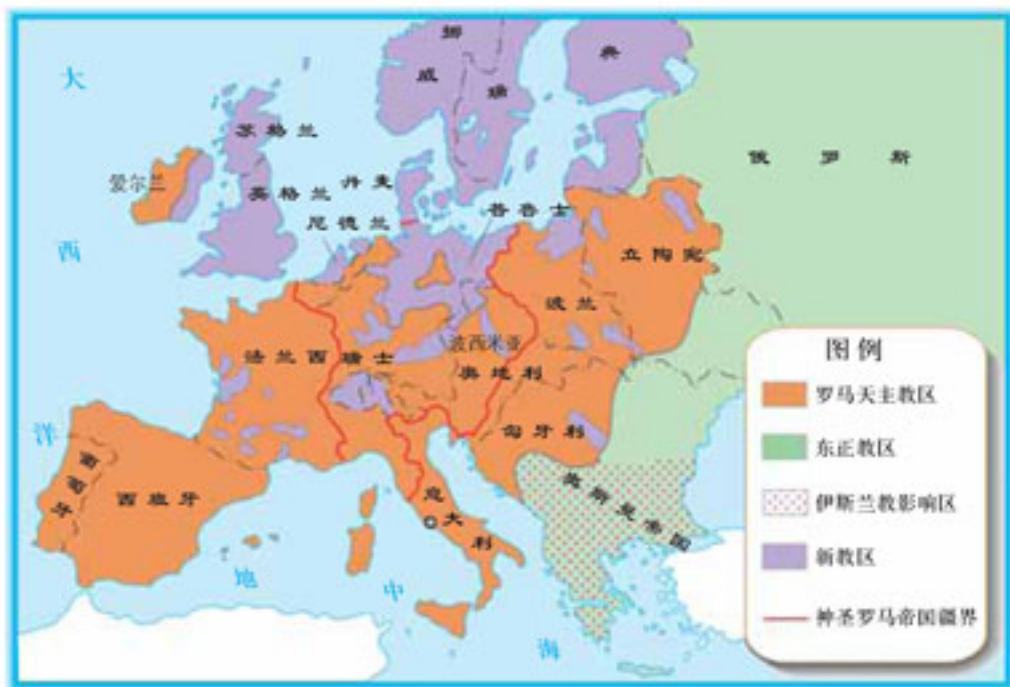 大西洋
挪威
瑞典
苏格兰
爱尔兰
英格兰
丹麦
尼德兰
普鲁士
俄罗斯
立陶宛
波兰
法兰西
瑞士
波西米亚
奥地利
匈牙利
葡萄牙
西班牙
意大利
奥斯曼帝国
地中海
图例
罗马天主教区
东正教区
伊斯兰教影响区
新教区
神圣罗马帝国疆界